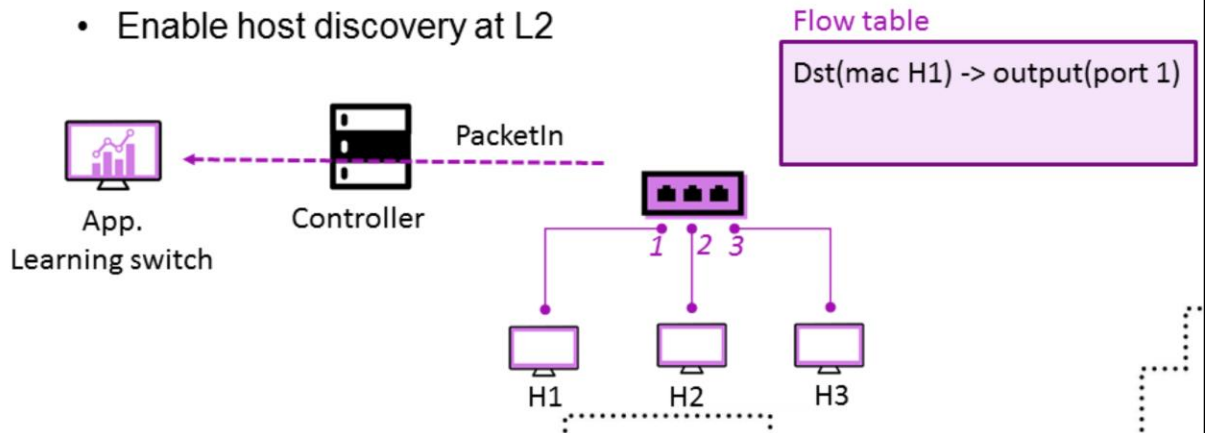 • Enable host discovery at L2
Flow table
Dst(mac H1) -> output(port 1)
PacketIn
App.
Learning switch
Controller
1 2 3
H1 H2 H3